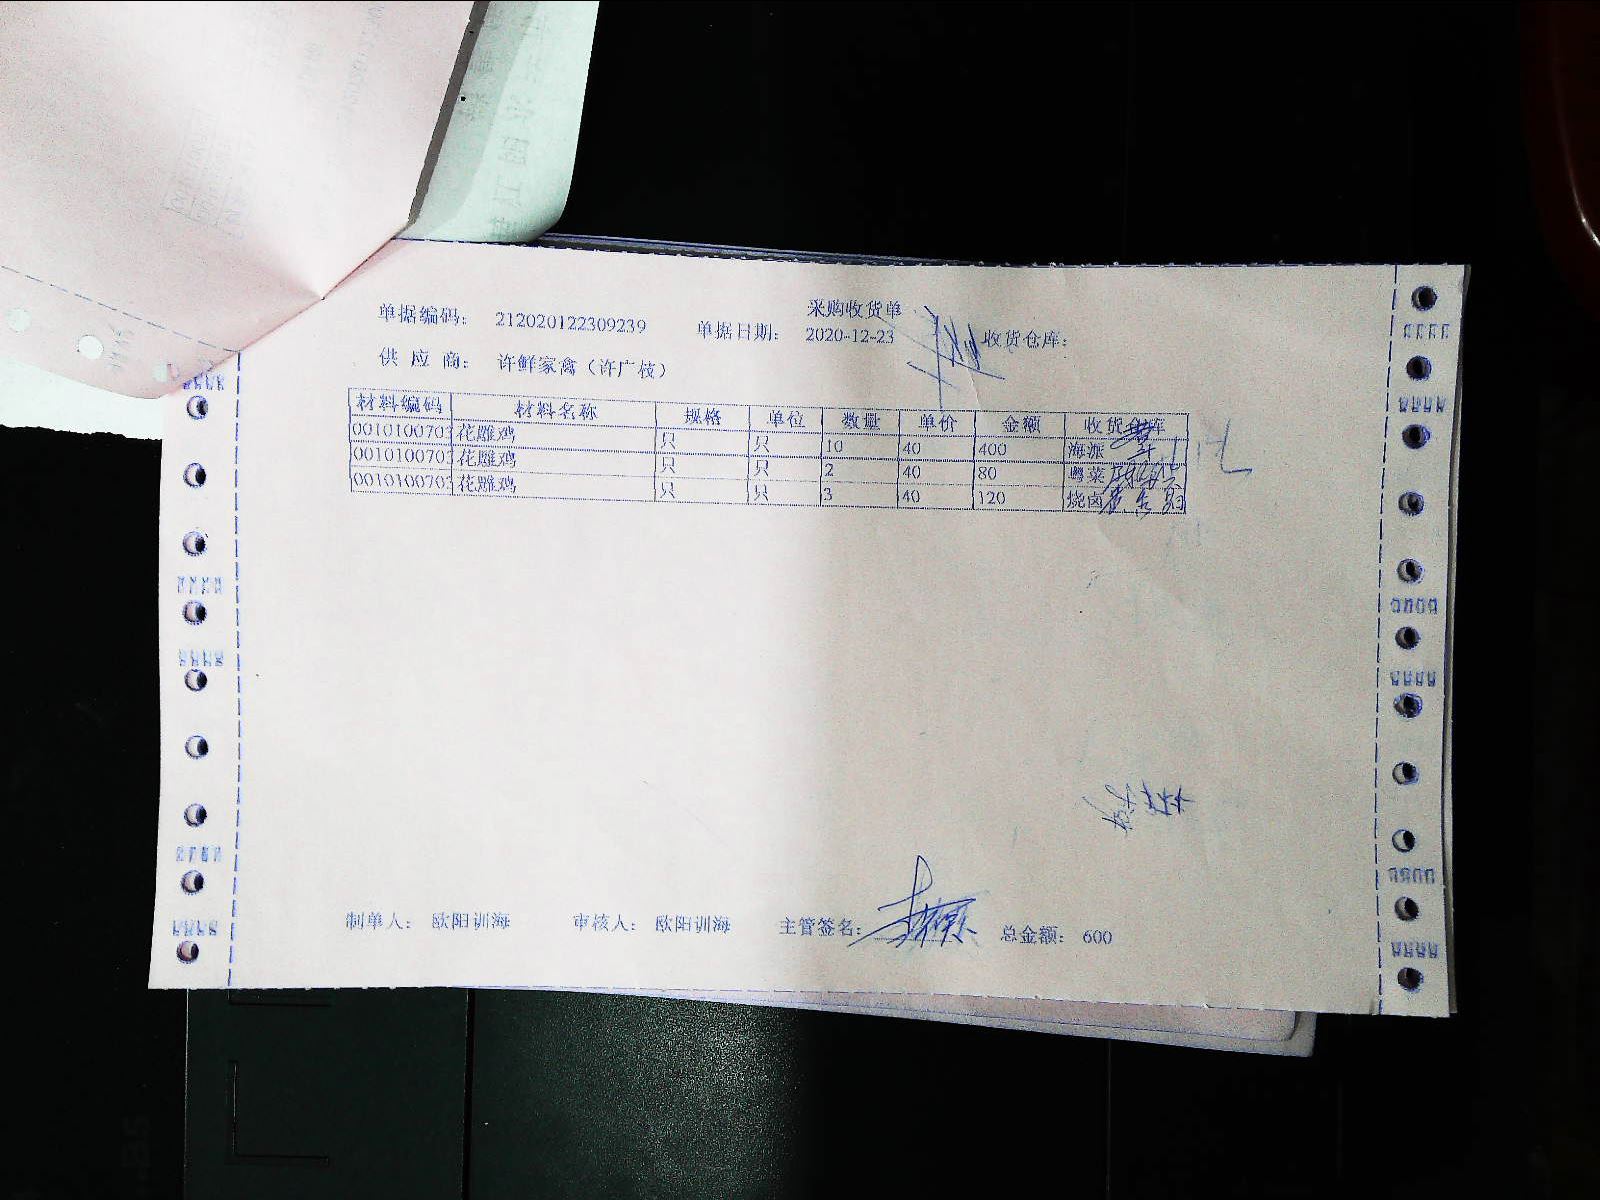 采购收货单
单据编码： 212020122309239 单据日期： 2020-12-23 收货仓库：
供 应 商： 许鲜家禽（许广枝）
材料编码 材料名称 规格 单位 数量 单价 金额 收货仓库
0010100703 花雕鸡 只 只 10 40 400 海派
0010100703 花雕鸡 只 只 2 40 80 粤菜
0010100703 花雕鸡 只 只 3 40 120 烧卤
制单人： 欧阳训海 审核人： 欧阳训海 主管签名： 总金额： 600